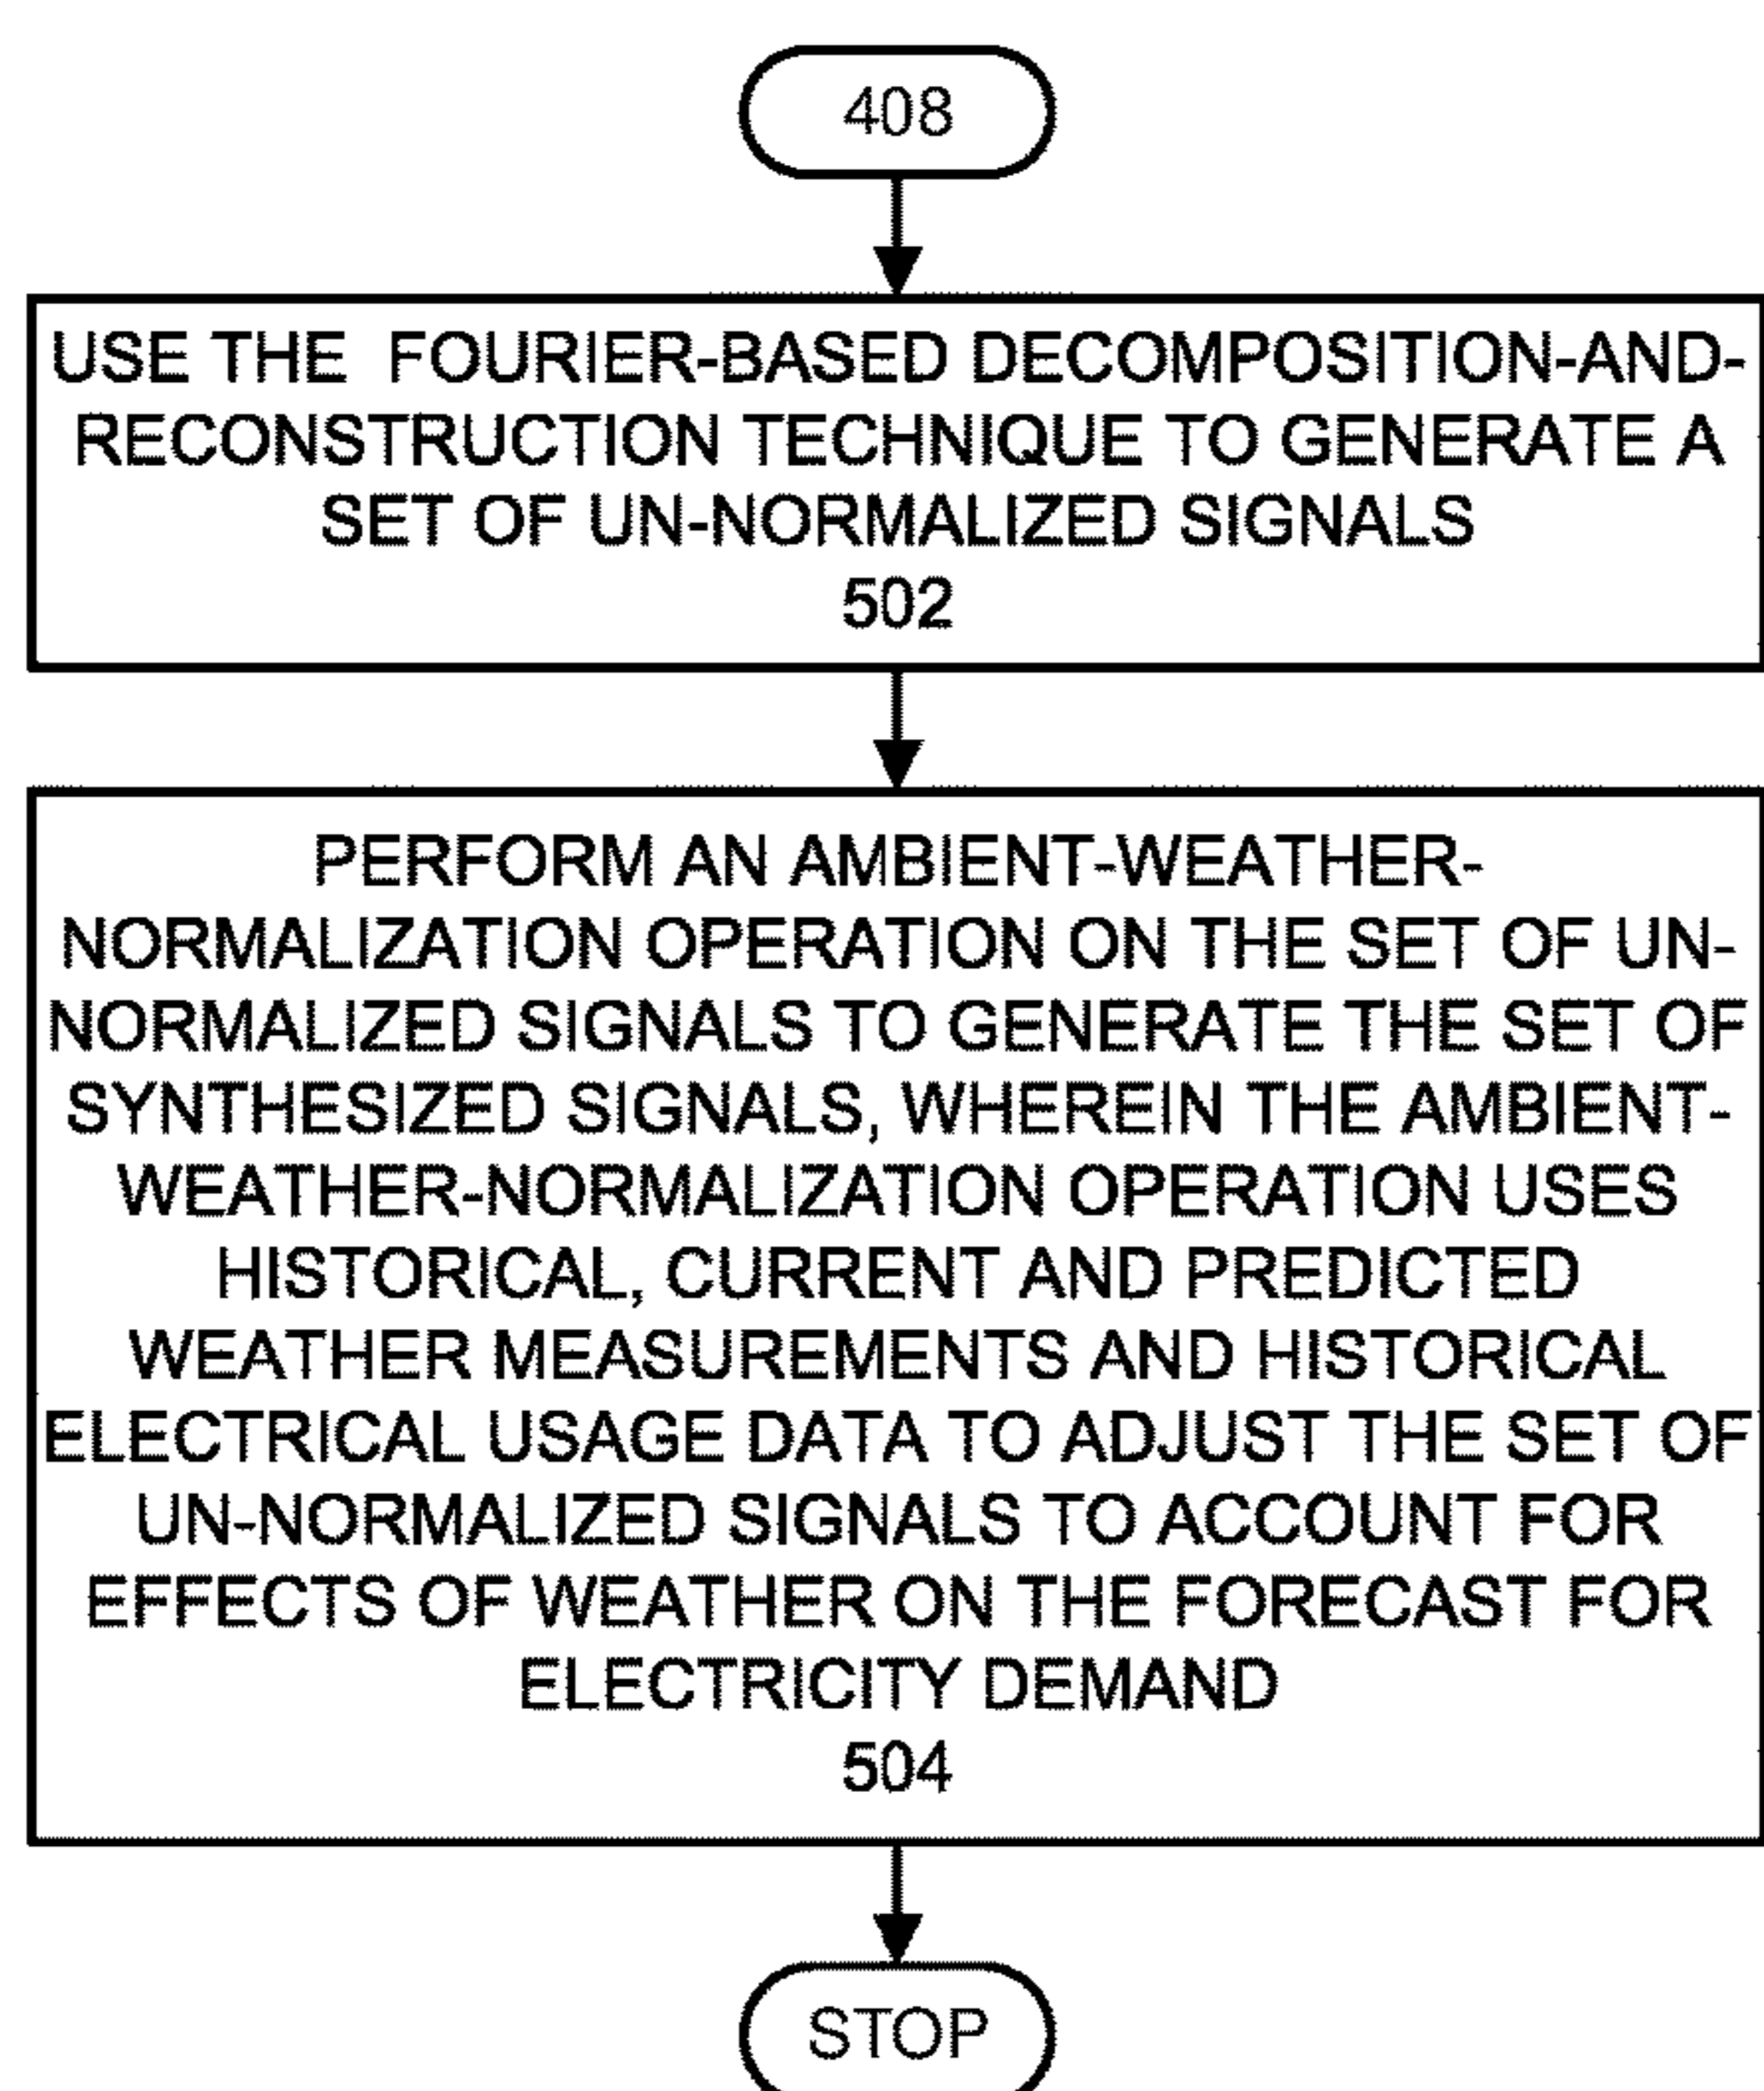 408
USE THE FOURIER-BASED DECOMPOSITION-AND-
RECONSTRUCTION TECHNIQUE TO GENERATE A
SET OF UN-NORMALIZED SIGNALS
502
PERFORM AN AMBIENT-WEATHER-
NORMALIZATION OPERATION ON THE SET OF UN-
NORMALIZED SIGNALS TO GENERATE THE SET OF
SYNTHESIZED SIGNALS, WHEREIN THE AMBIENT-
WEATHER-NORMALIZATION OPERATION USES
HISTORICAL, CURRENT AND PREDICTED
WEATHER MEASUREMENTS AND HISTORICAL
ELECTRICAL USAGE DATA TO ADJUST THE SET OF
UN-NORMALIZED SIGNALS TO ACCOUNT FOR
EFFECTS OF WEATHER ON THE FORECAST FOR
ELECTRICITY DEMAND
504
STOP